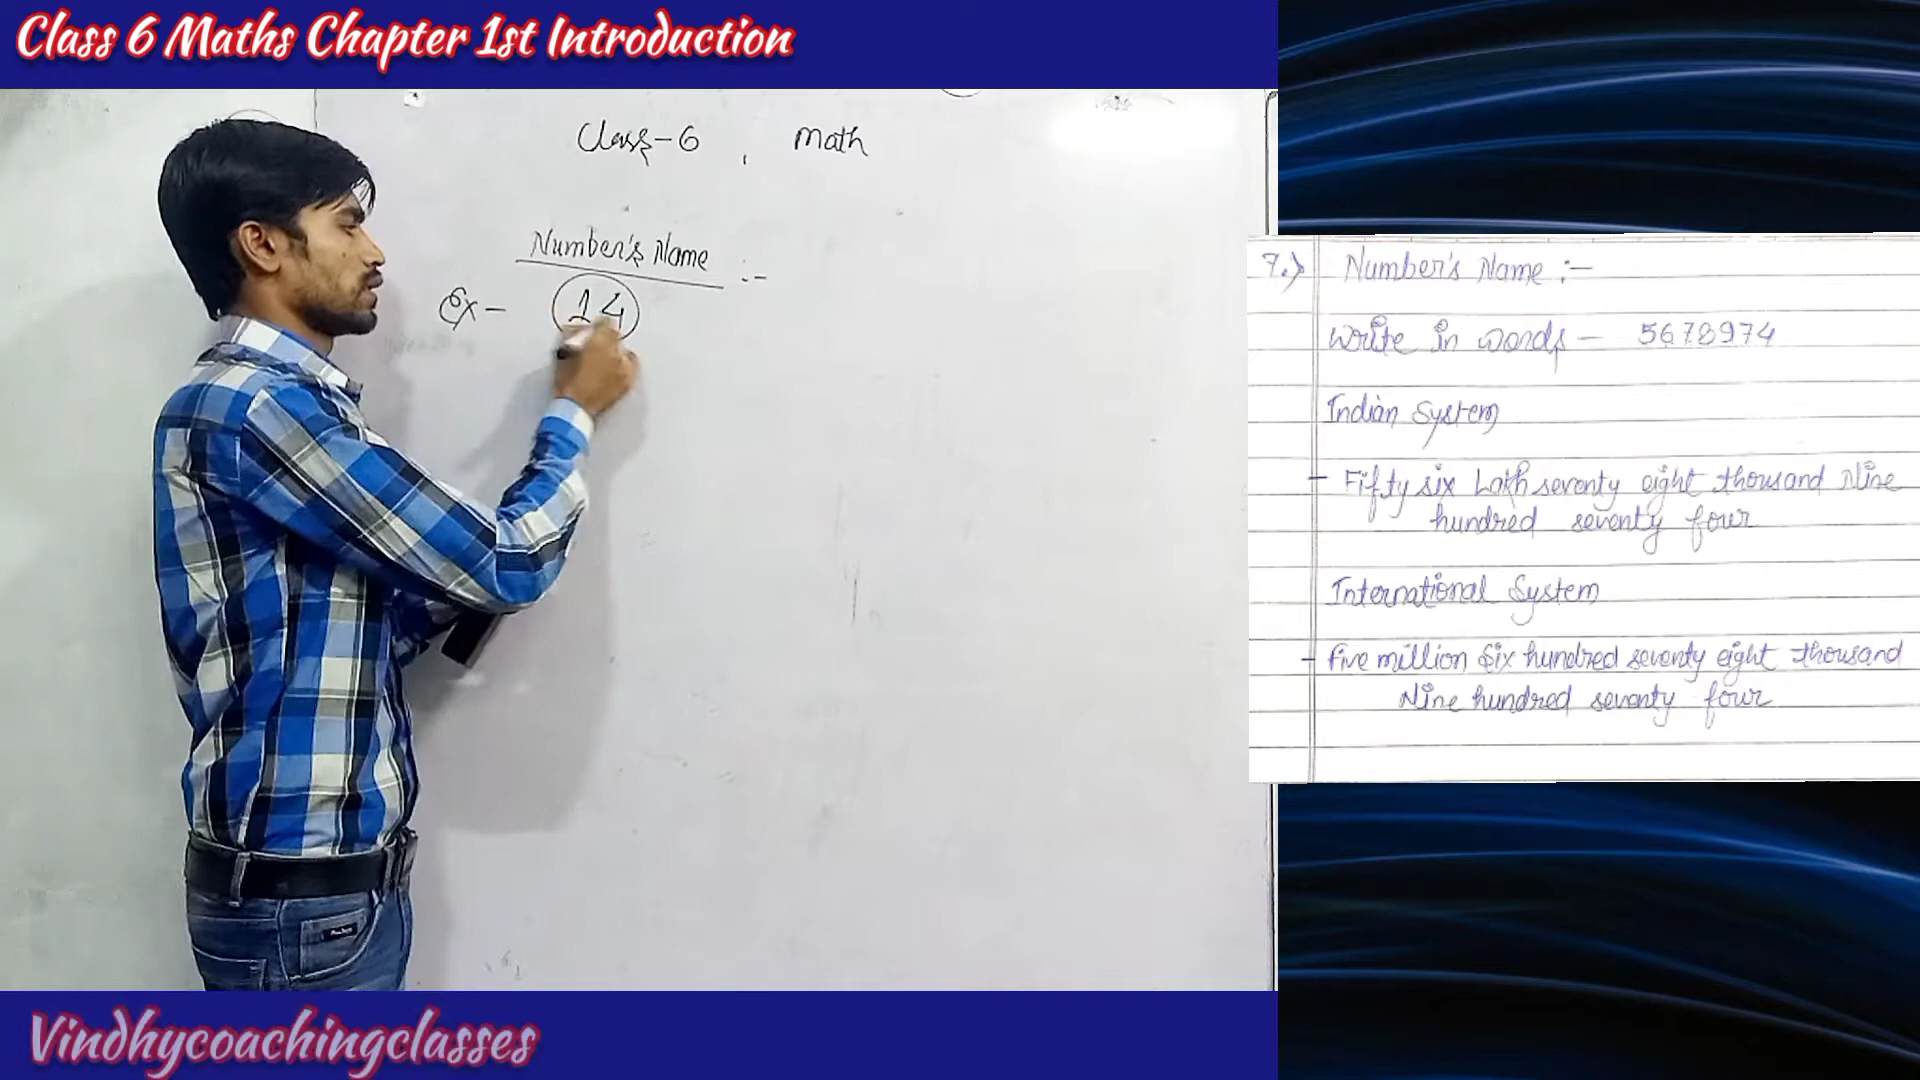 Class 6 Maths Chapter 1st Introduction
Class-6 , Math
Number's Name :-
Ex- 14
7.) Number's Name :-
Write in words - 5678974
Indian System
- Fifty six Lakh seventy eight thousand Nine
hundred seventy four
International System
- Five million Six hundred seventy eight thousand
Nine hundred seventy four
Vindhycoachingclasses